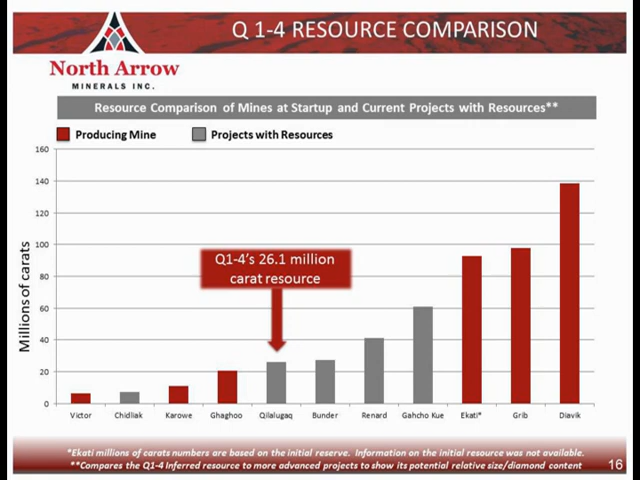 Q 1-4 RESOURCE COMPARISON
North Arrow
MINERALS INC.
Resource Comparison of Mines at Startup and Current Projects with Resources**
Producing Mine
Projects with Resources
160
140
120
100
80
60
40
20
0
Millions of carats
Q1-4's 26.1 million
carat resource
Victor Chidliak Karowe Ghaghoo Qilalugaq Bunder Renard Gahcho Kue Ekati* Grib Diavik
*Ekati millions of carats numbers are based on the initial reserve. Information on the initial resource was not available.
**Compares the Q1-4 Inferred resource to more advanced projects to show its potential relative size/diamond content
16